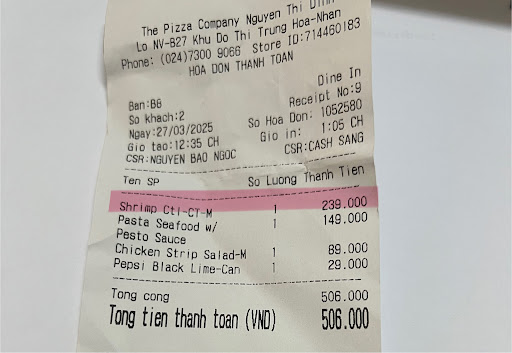 The Pizza Company Nguyen Thi Dinh
Lo NV-B27 Khu Do Thi Trung Hoa-Nhan
Phone: (024)7300 9066 Store ID:714460183
HOA DON THANH TOAN
Dine In
Ban:B6 Receipt No:9
So khach:2 So Hoa Don: 1052580
Ngay:27/03/2025 Gio in: 1:05 CH
Gio tao:12:35 CH CSR:CASH SANG
CSR:NGUYEN BAO NGOC
Ten SP So Luong Thanh Tien
Shrimp Ctl-CT-M 1 239.000
Pasta Seafood w/ 1 149.000
Pesto Sauce
Chicken Strip Salad-M 1 89.000
Pepsi Black Lime-Can 1 29.000
Tong cong 506.000
Tong tien thanh toan (VND) 506.000